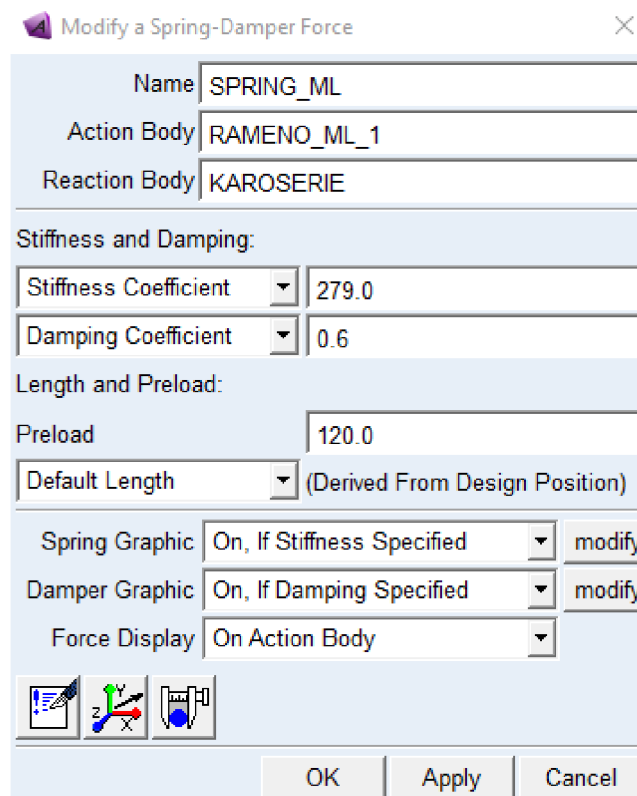 Modify a Spring-Damper Force
Name SPRING_ML
Action Body RAMENO_ML_1
Reaction Body KAROSERIE
Stiffness and Damping:
Stiffness Coefficient 279.0
Damping Coefficient 0.6
Length and Preload:
Preload 120.0
Default Length (Derived From Design Position)
Spring Graphic On, If Stiffness Specified modify
Damper Graphic On, If Damping Specified modify
Force Display On Action Body
OK Apply Cancel